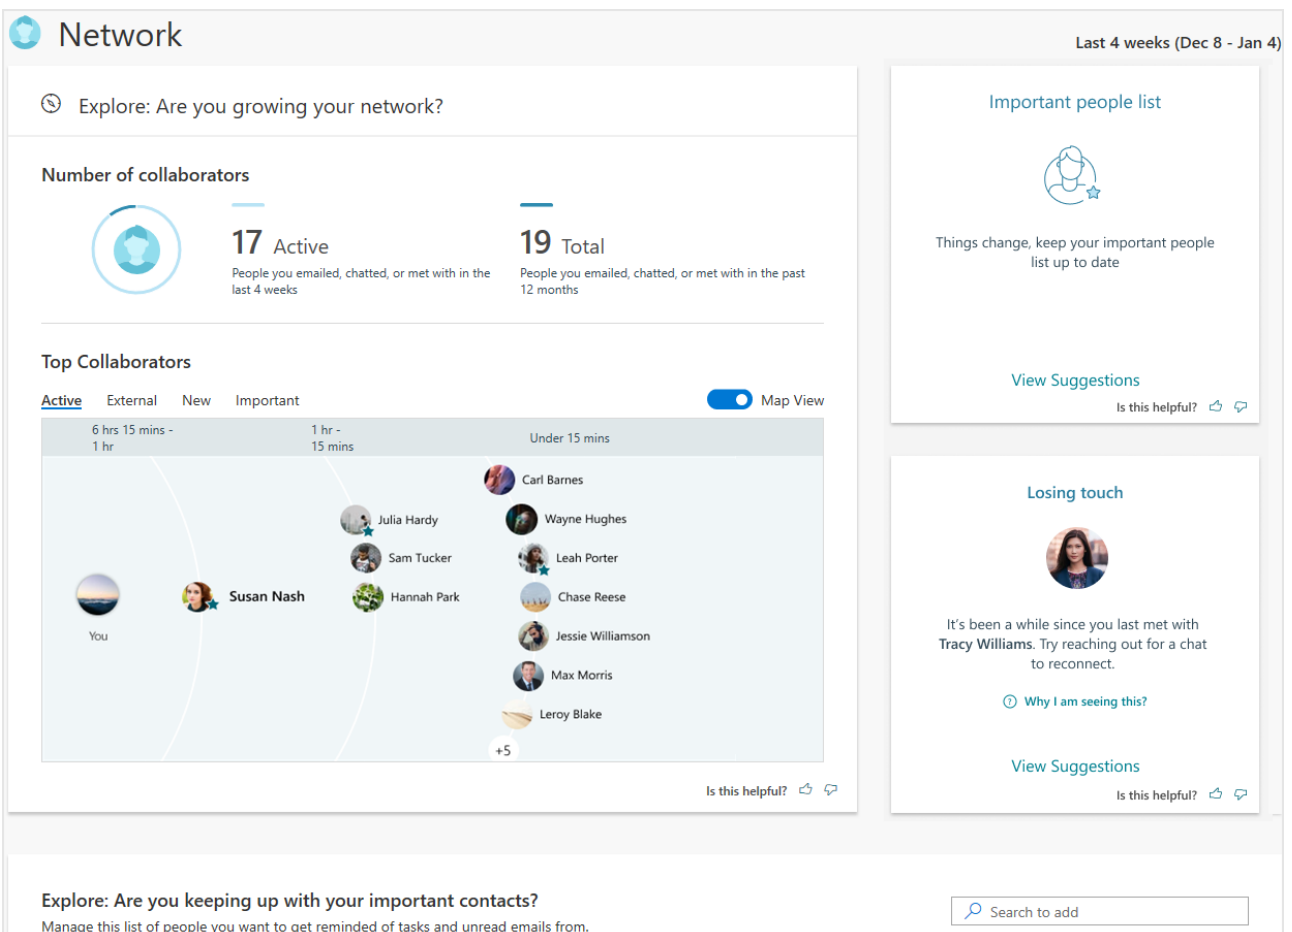 Network
Last 4 weeks (Dec 8 - Jan 4)
Explore: Are you growing your network?
Number of collaborators
17 Active
People you emailed, chatted, or met with in the
last 4 weeks
19 Total
People you emailed, chatted, or met with in the past
12 months
Top Collaborators
Active External New Important
Map View
6 hrs 15 mins -
1 hr
1 hr -
15 mins
Under 15 mins
Carl Barnes
Julia Hardy
Wayne Hughes
Sam Tucker
Leah Porter
You
Susan Nash
Hannah Park
Chase Reese
Jessie Williamson
Max Morris
Leroy Blake
+5
Is this helpful?
Important people list
Things change, keep your important people
list up to date
View Suggestions
Is this helpful?
Losing touch
It's been a while since you last met with
Tracy Williams. Try reaching out for a chat
to reconnect.
Why I am seeing this?
View Suggestions
Is this helpful?
Explore: Are you keeping up with your important contacts?
Manage this list of people you want to get reminded of tasks and unread emails from.
Search to add